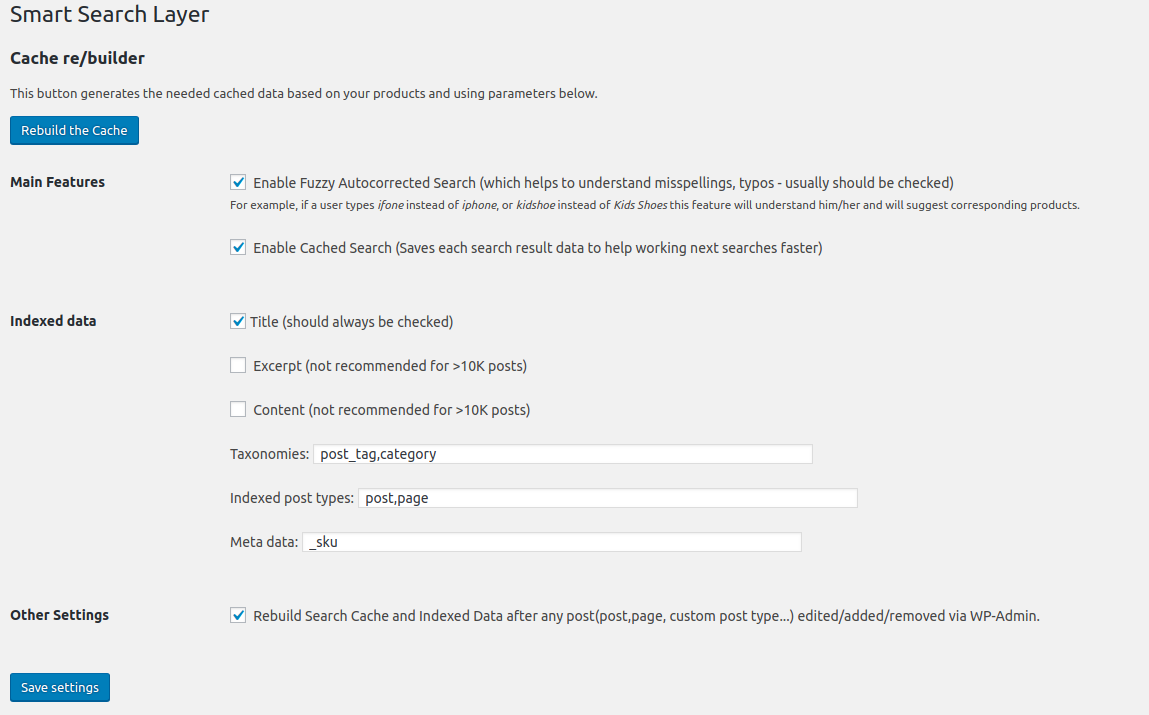 Smart Search Layer
Cache re/builder
This button generates the needed cached data based on your products and using parameters below.
Rebuild the Cache
Main Features
Enable Fuzzy Autocorrected Search (which helps to understand misspellings, typos - usually should be checked)
For example, if a user types ifone instead of iphone, or kidshoe instead of Kids Shoes this feature will understand him/her and will suggest corresponding products.
Enable Cached Search (Saves each search result data to help working next searches faster)
Indexed data
Title (should always be checked)
Excerpt (not recommended for >10K posts)
Content (not recommended for >10K posts)
Taxonomies: post_tag,category
Indexed post types: post,page
Meta data: _sku
Other Settings
Rebuild Search Cache and Indexed Data after any post(post,page, custom post type...) edited/added/removed via WP-Admin.
Save settings